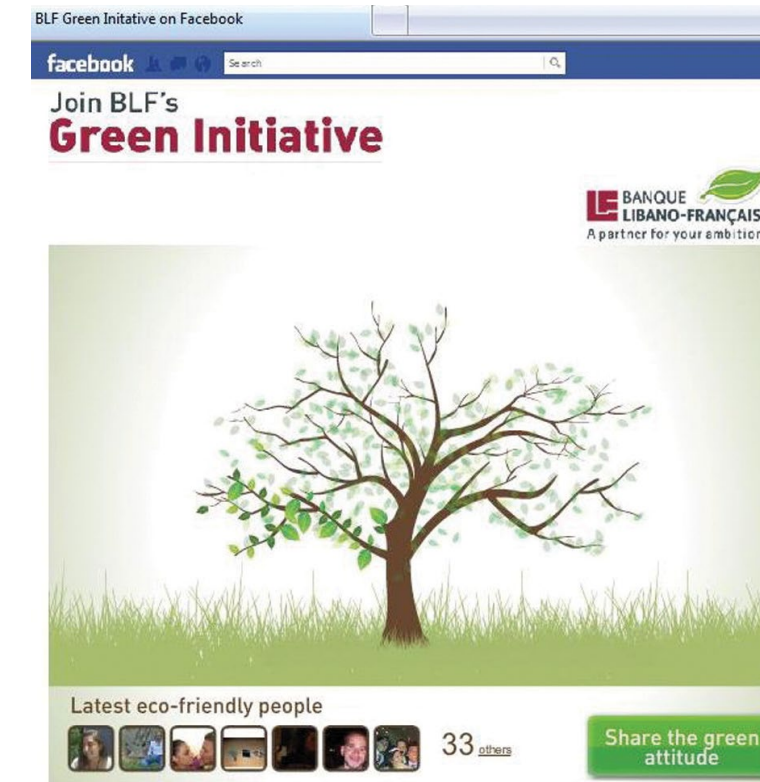 BLF Green Initative on Facebook
facebook
Search
Join BLF's
Green Initiative
BANQUE
LIBANO-FRANÇAIS
A partner for your ambition
Latest eco-friendly people
33 others
Share the green
attitude